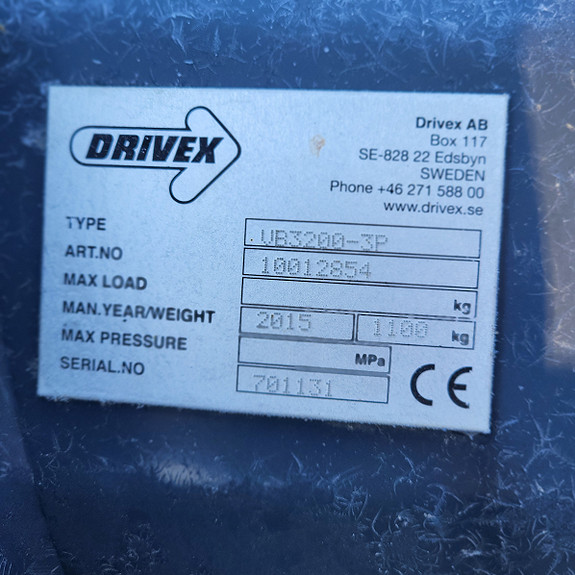 DRIVEX
Drivex AB
Box 117
SE-828 22 Edsbyn
SWEDEN
Phone +46 271 588 00
www.drivex.se
TYPE .VB3200-3P
ART.NO 10012854
MAX LOAD kg
MAN.YEAR/WEIGHT 2015 1100 kg
MAX PRESSURE MPa
SERIAL.NO 701131
CE